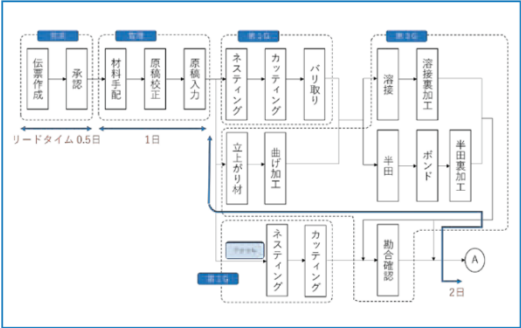 営業
管理
第1G
第3G
伝票作成
承認
材料手配
原稿校正
原稿入力
ネスティング
カッティング
バリ取り
溶接
溶接裏加工
リードタイム 0.5日
1日
立上がり材
曲げ加工
半田
ボンド
半田裏加工
アクリル
ネスティング
カッティング
勘合確認
A
2日